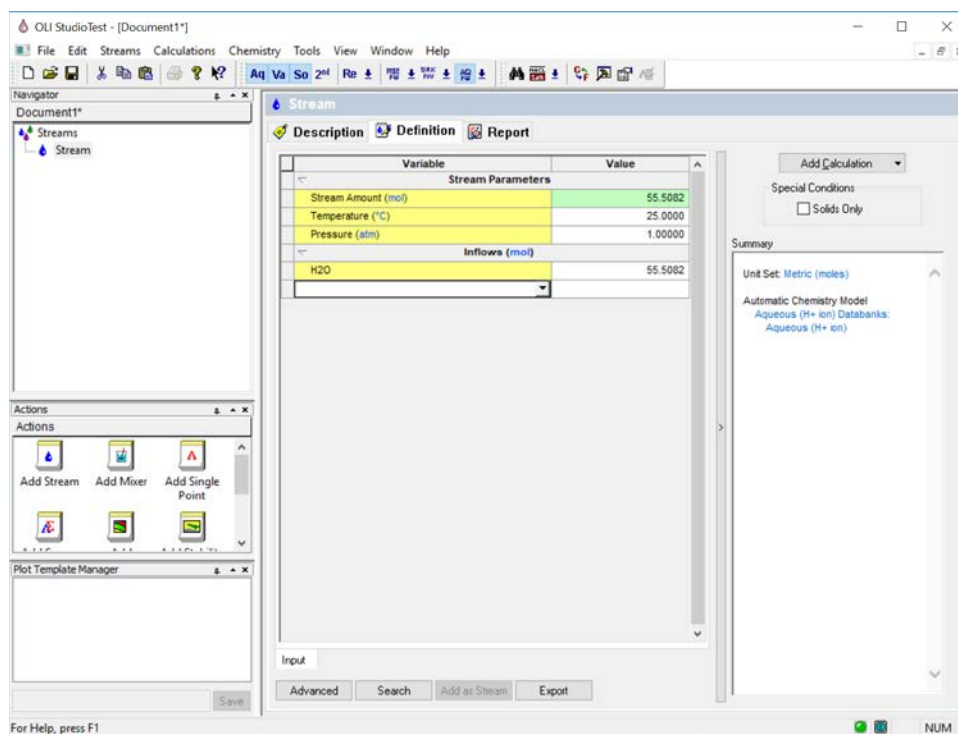 OLI StudioTest - [Document1*]
File Edit Streams Calculations Chemistry Tools View Window Help
Aq Va So 2nd Re
Navigator
Document1*
Streams
Stream
Actions
Actions
Add Stream Add Mixer Add Single Point
Plot Template Manager
Save
Stream
Description Definition Report
Variable Value
Stream Parameters
Stream Amount (mol) 55.5082
Temperature (°C) 25.0000
Pressure (atm) 1.00000
Inflows (mol)
H2O 55.5082
Input
Advanced Search Add as Stream Export
Add Calculation
Special Conditions
Solids Only
Summary
Unit Set: Metric (moles)
Automatic Chemistry Model
Aqueous (H+ ion) Databanks:
Aqueous (H+ ion)
For Help, press F1
NUM